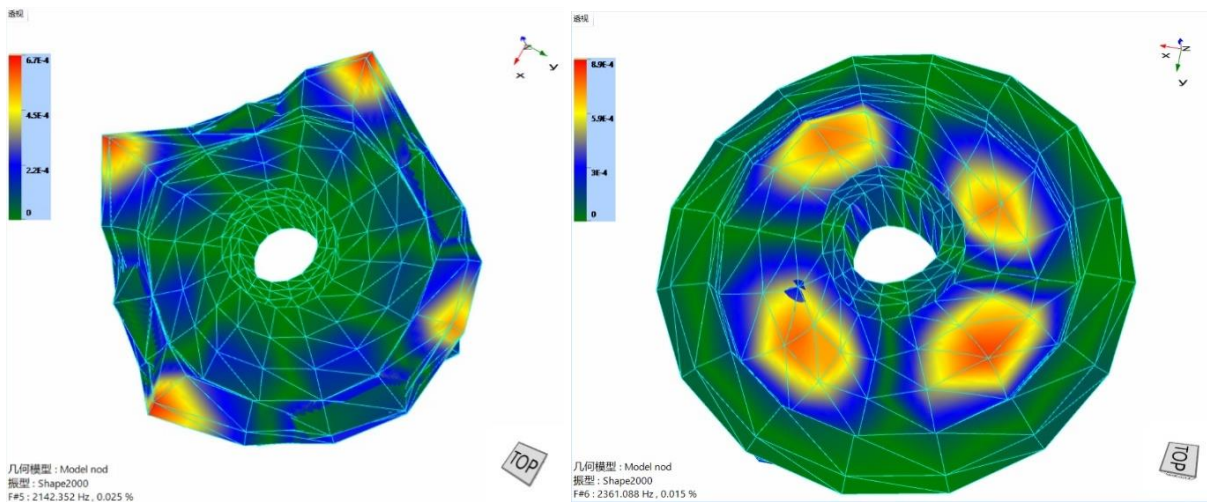 透视
6.7E-4
4.5E-4
2.2E-4
0
Z
Y
X
TOP
几何模型 : Model nod
振型 : Shape2000
F#5 : 2142.352 Hz , 0.025 %
透视
8.9E-4
5.9E-4
3E-4
0
X
Z
Y
TOP
几何模型 : Model nod
振型 : Shape2000
F#6 : 2361.088 Hz , 0.015 %